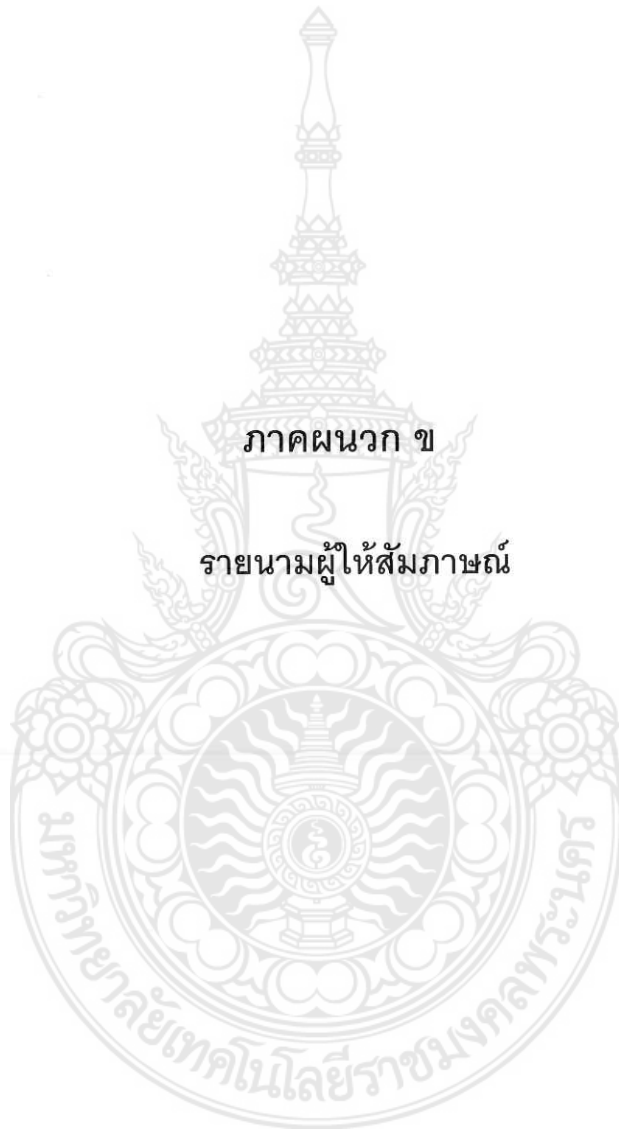 ภาคผนวก ข
รายนามผู้ให้สัมภาษณ์
มหาวิทยาลัยเทคโนโลยีราชมงคลพระนคร